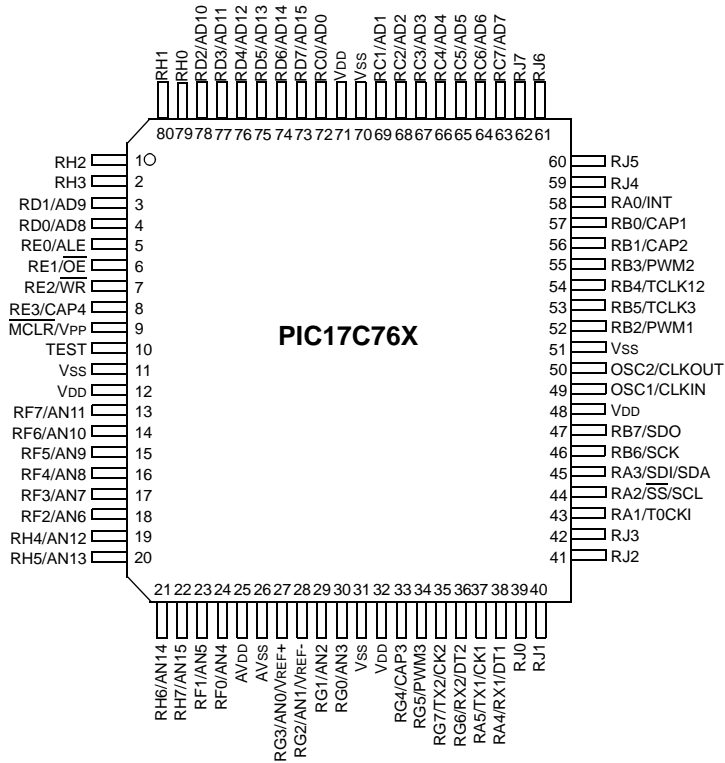 RH1
RH0
RD2/AD10
RD3/AD11
RD4/AD12
RD5/AD13
RD6/AD14
RD7/AD15
RC0/AD0
VDD
VSS
RC1/AD1
RC2/AD2
RC3/AD3
RC4/AD4
RC5/AD5
RC6/AD6
RC7/AD7
RJ7
RJ6
80 79 78 77 76 75 74 73 72 71 70 69 68 67 66 65 64 63 62 61
RH2 1
RH3 2
RD1/AD9 3
RD0/AD8 4
RE0/ALE 5
RE1/OE 6
RE2/WR 7
RE3/CAP4 8
MCLR/VPP 9
TEST 10
VSS 11
VDD 12
RF7/AN11 13
RF6/AN10 14
RF5/AN9 15
RF4/AN8 16
RF3/AN7 17
RF2/AN6 18
RH4/AN12 19
RH5/AN13 20
PIC17C76X
60 RJ5
59 RJ4
58 RA0/INT
57 RB0/CAP1
56 RB1/CAP2
55 RB3/PWM2
54 RB4/TCLK12
53 RB5/TCLK3
52 RB2/PWM1
51 VSS
50 OSC2/CLKOUT
49 OSC1/CLKIN
48 VDD
47 RB7/SDO
46 RB6/SCK
45 RA3/SDI/SDA
44 RA2/SS/SCL
43 RA1/T0CKI
42 RJ3
41 RJ2
21 22 23 24 25 26 27 28 29 30 31 32 33 34 35 36 37 38 39 40
RH6/AN14
RH7/AN15
RF1/AN5
RF0/AN4
AVDD
AVSS
RG3/AN0/VREF+
RG2/AN1/VREF-
RG1/AN2
RG0/AN3
VSS
VDD
RG4/CAP3
RG5/PWM3
RG7/TX2/CK2
RG6/RX2/DT2
RA5/TX1/CK1
RA4/RX1/DT1
RJ0
RJ1